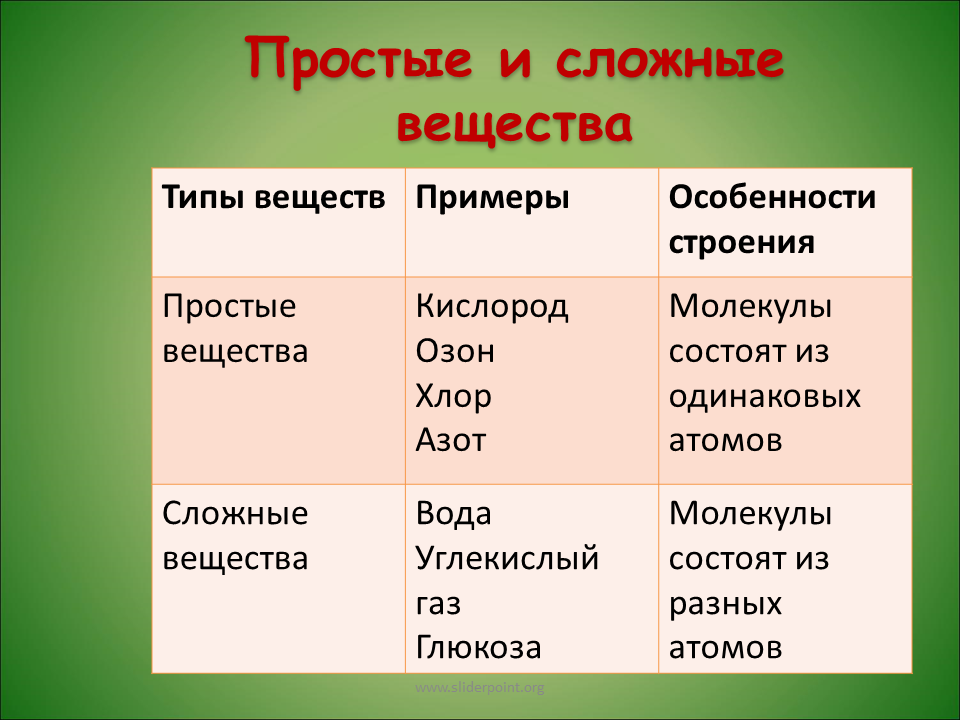 Простые и сложные
вещества
Типы веществ
Примеры
Особенности
строения
Простые
вещества
Кислород
Озон
Хлор
Азот
Молекулы
состоят из
одинаковых
атомов
Сложные
вещества
Вода
Углекислый
газ
Глюкоза
Молекулы
состоят из
разных
атомов
www.sliderpoint.org